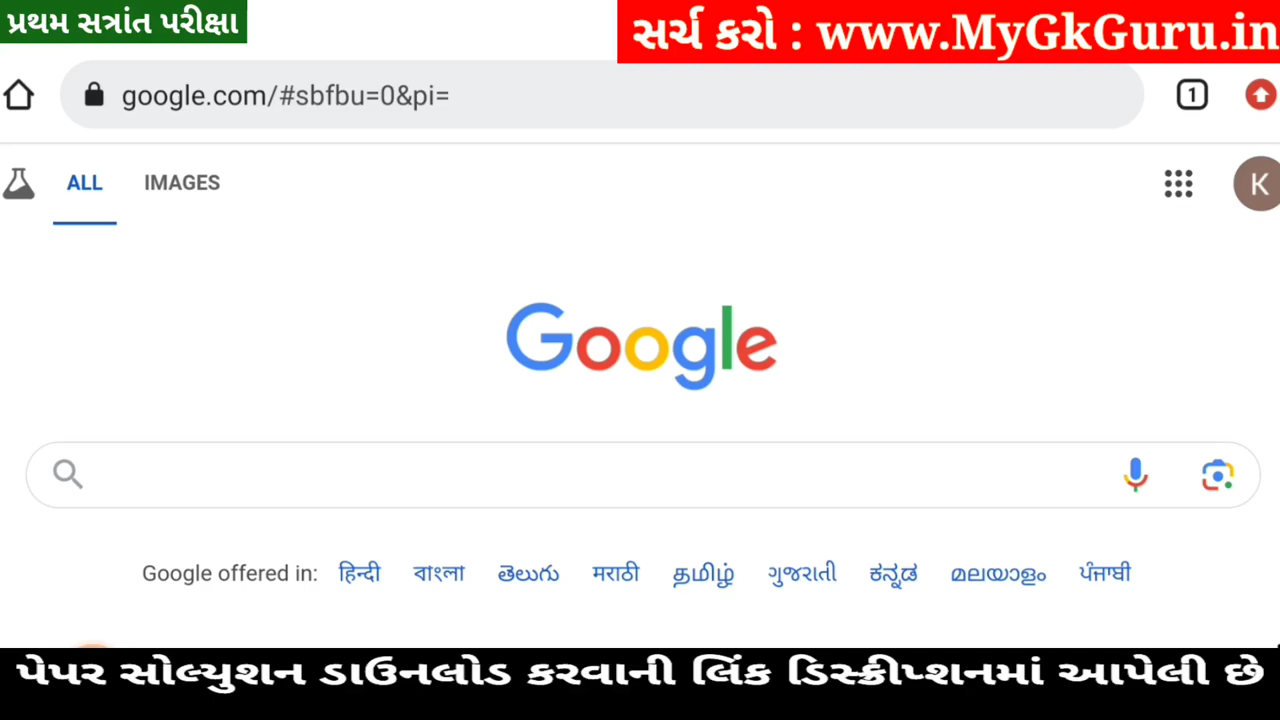 પ્રથમ સત્રાંત પરીક્ષા
સર્ચ કરો : www.MyGkGuru.in
google.com/#sbfbu=0&pi=
1
ALL IMAGES
K
Google
Google offered in: हिन्दी বাংলা తెలుగు मराठी தமிழ் ગુજરાતી ಕನ್ನಡ മലയാളം ਪੰਜਾਬੀ
પેપર સોલ્યુશન ડાઉનલોડ કરવાની લિંક ડિસ્ક્રીપ્શનમાં આપેલી છે